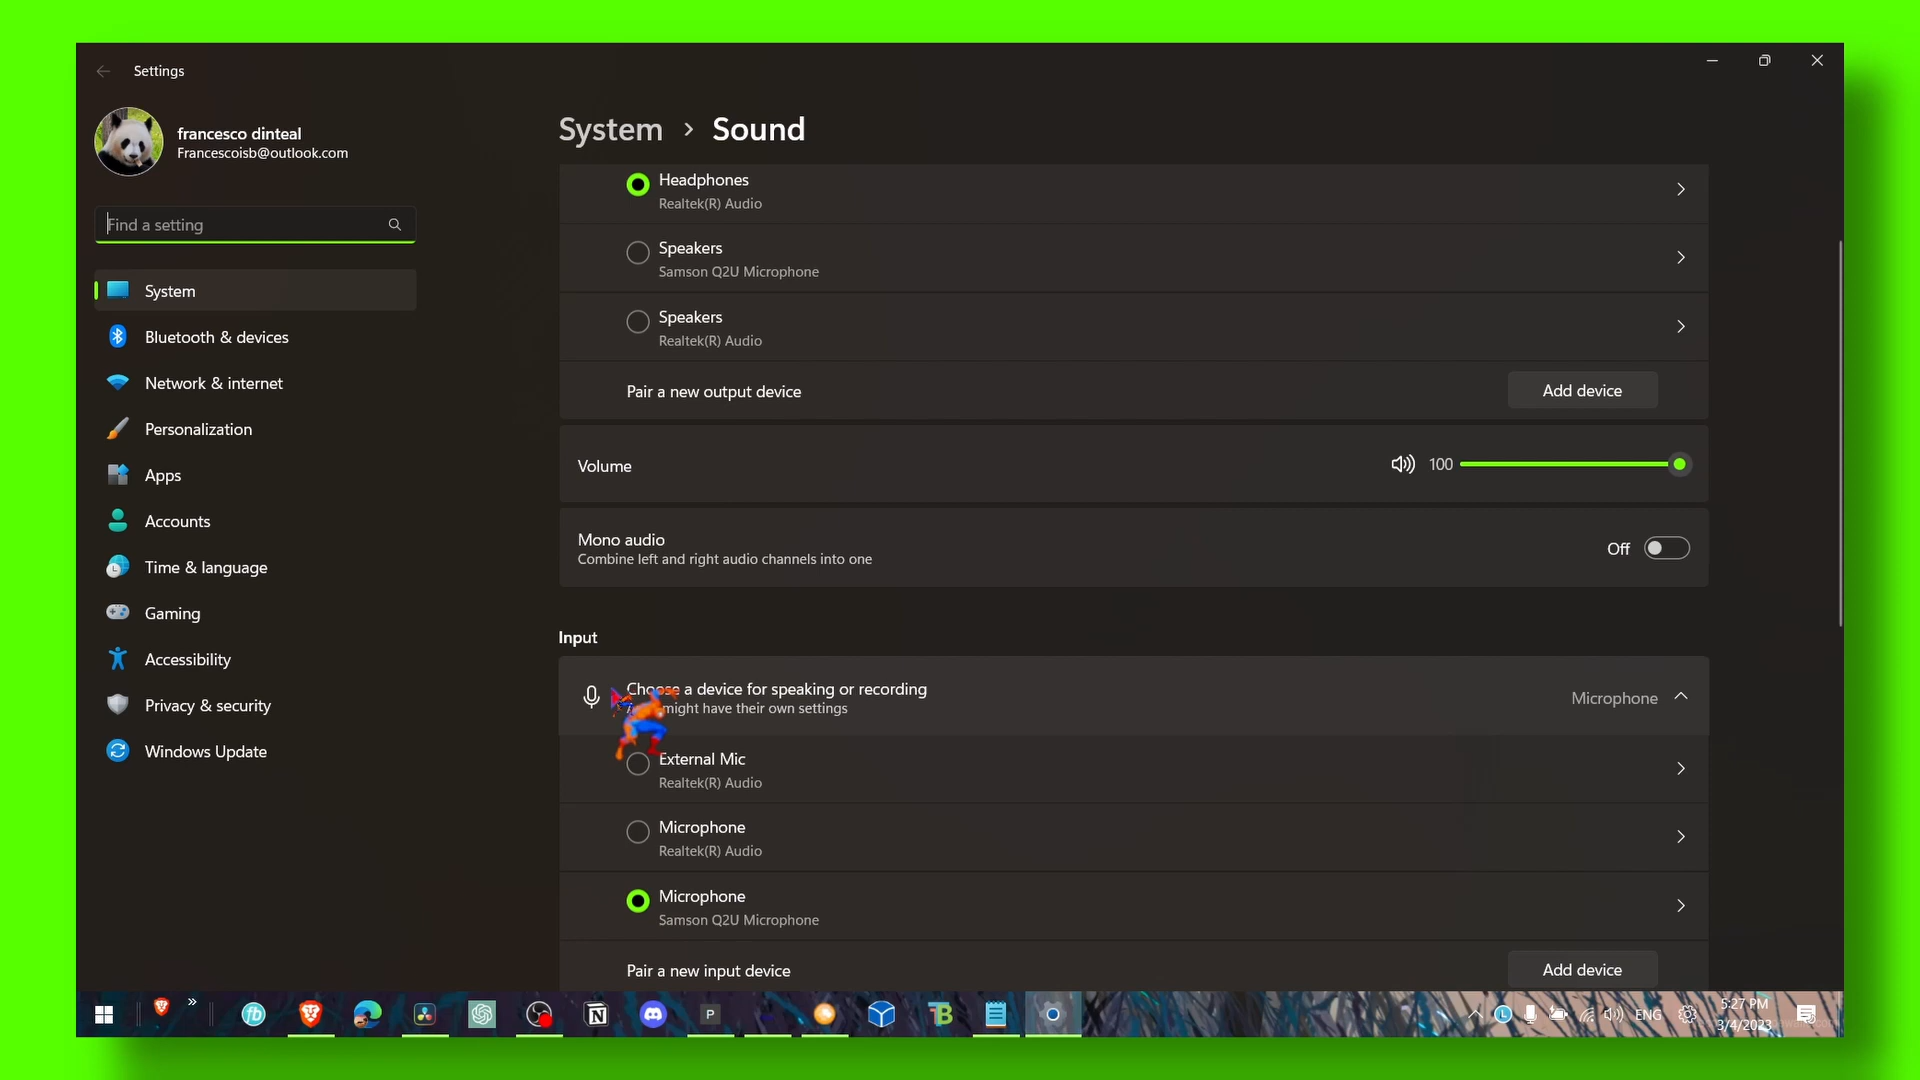 Settings
francesco dinteal
Francescoisb@outlook.com
Find a setting
System
Bluetooth & devices
Network & internet
Personalization
Apps
Accounts
Time & language
Gaming
Accessibility
Privacy & security
Windows Update
System > Sound
Headphones
Realtek(R) Audio
Speakers
Samson Q2U Microphone
Speakers
Realtek(R) Audio
Pair a new output device
Add device
Volume
100
Mono audio
Combine left and right audio channels into one
Off
Input
Choose a device for speaking or recording
might have their own settings
Microphone
External Mic
Realtek(R) Audio
Microphone
Realtek(R) Audio
Microphone
Samson Q2U Microphone
Pair a new input device
Add device
ENG
5:27 PM
3/4/2023